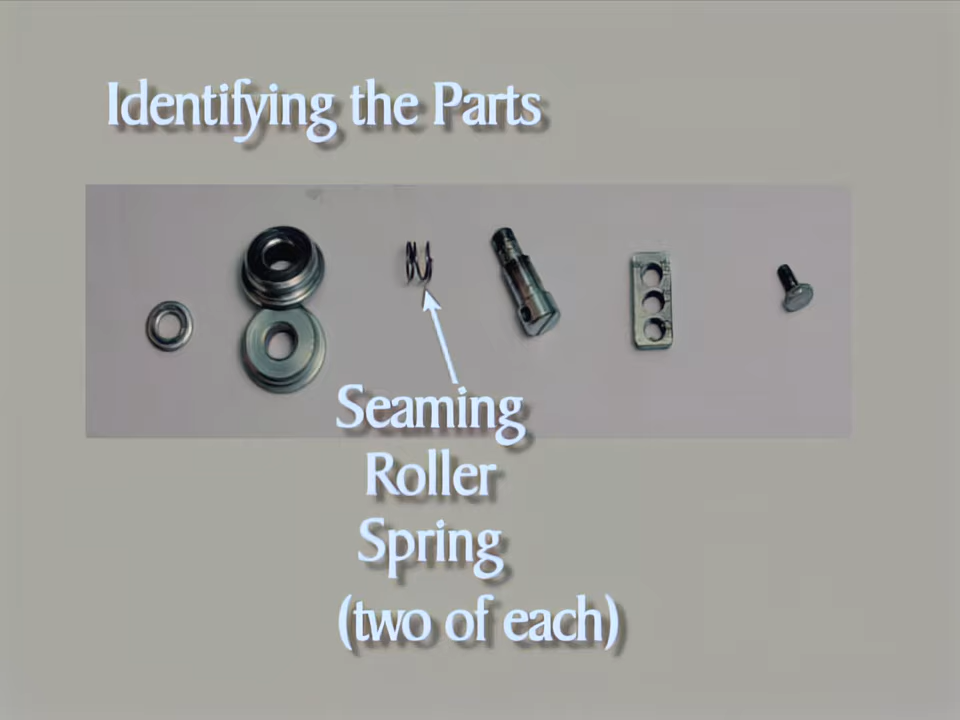 Identifying the Parts
Seaming
Roller
Spring
(two of each)